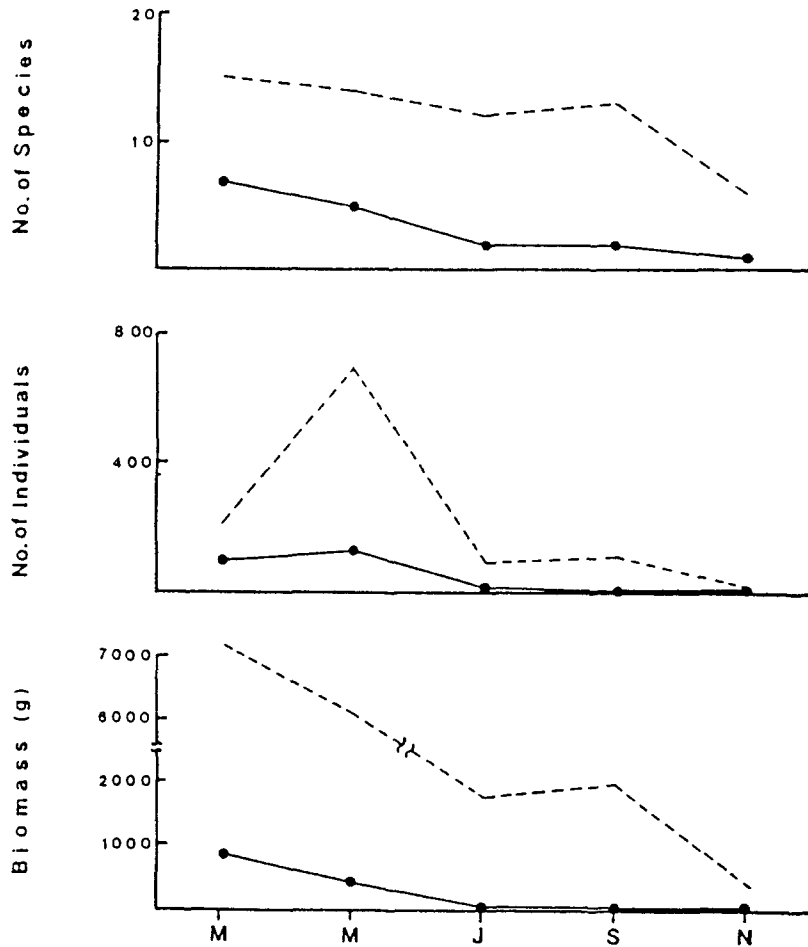 20
10
No. of Species
800
400
No. of Individuals
7000
6000
2000
1000
Biomass (g)
M M J S N